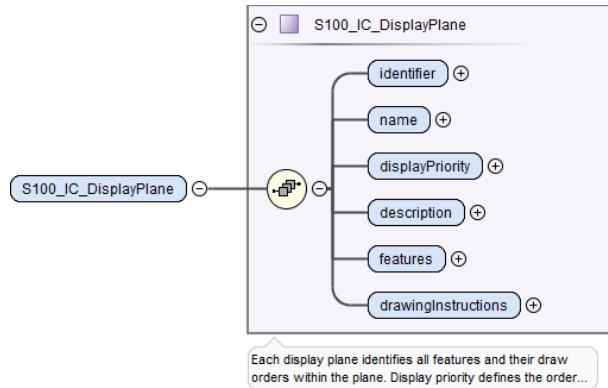 S100_IC_DisplayPlane
identifier
name
displayPriority
S100_IC_DisplayPlane
description
features
drawingInstructions
Each display plane identifies all features and their draw
orders within the plane. Display priority defines the order...